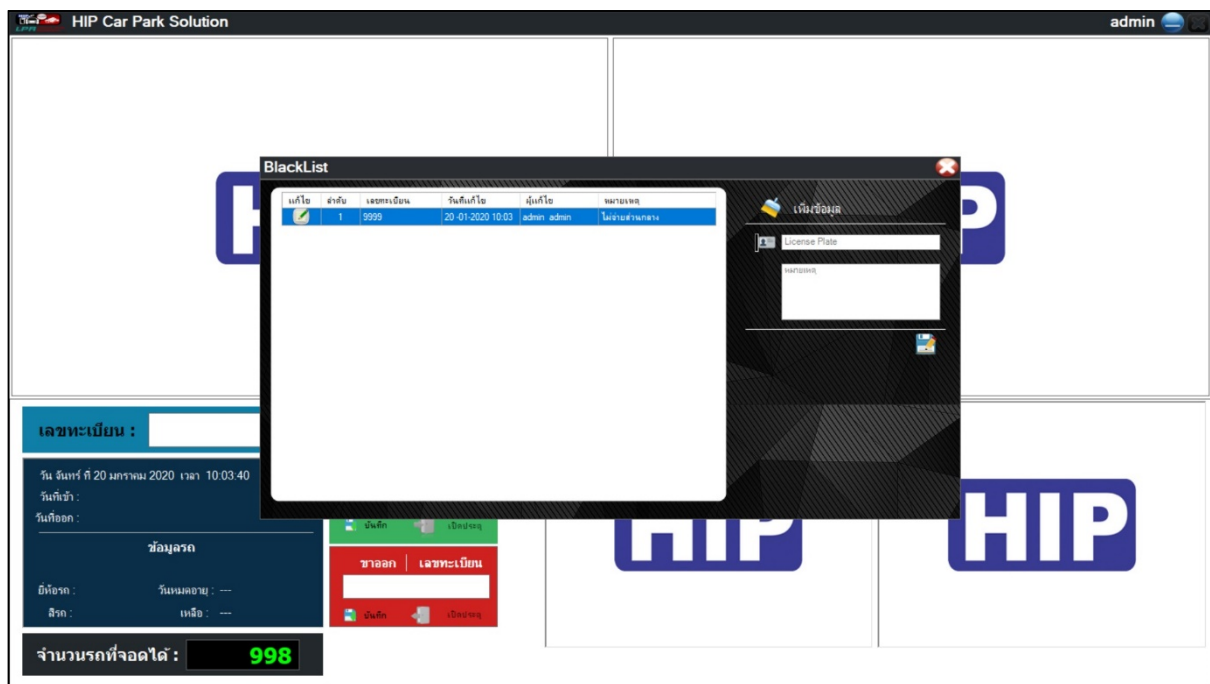 HIP Car Park Solution
admin
BlackList
แก้ไข ลำดับ เลขทะเบียน วันที่แก้ไข ผู้แก้ไข หมายเหตุ
1 9999 20 -01-2020 10:03 admin admin ไม่จ่ายส่วนกลาง
เพิ่มข้อมูล
License Plate
หมายเหตุ
เลขทะเบียน :
วัน จันทร์ ที่ 20 มกราคม 2020 เวลา 10:03:40
วันที่เข้า :
วันที่ออก :
ข้อมูลรถ
ยี่ห้อรถ : วันหมดอายุ : ---
สีรถ : เหลือ : ---
บันทึก เปิดประตู
ขาออก | เลขทะเบียน
บันทึก เปิดประตู
จำนวนรถที่จอดได้ : 998
HIP
HIP